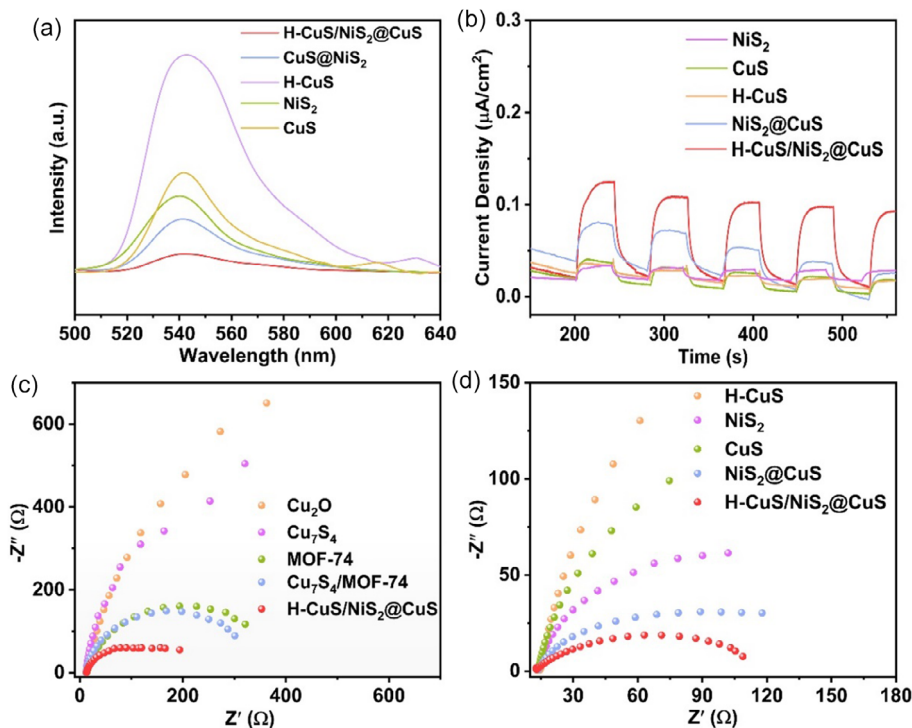 (a)
H-CuS/NiS₂@CuS
CuS@NiS₂
H-CuS
NiS₂
CuS
Intensity (a.u.)
500 520 540 560 580 600 620 640
Wavelength (nm)
(b)
0.3
0.2
0.1
0.0
NiS₂
CuS
H-CuS
NiS₂@CuS
H-CuS/NiS₂@CuS
Current Density (μA/cm²)
200 300 400 500
Time (s)
(c)
600
400
200
0
Cu₂O
Cu₇S₄
MOF-74
Cu₇S₄/MOF-74
H-CuS/NiS₂@CuS
-Z″ (Ω)
0 200 400 600
Z′ (Ω)
(d)
150
100
50
0
H-CuS
NiS₂
CuS
NiS₂@CuS
H-CuS/NiS₂@CuS
-Z″ (Ω)
30 60 90 120 150 180
Z′ (Ω)